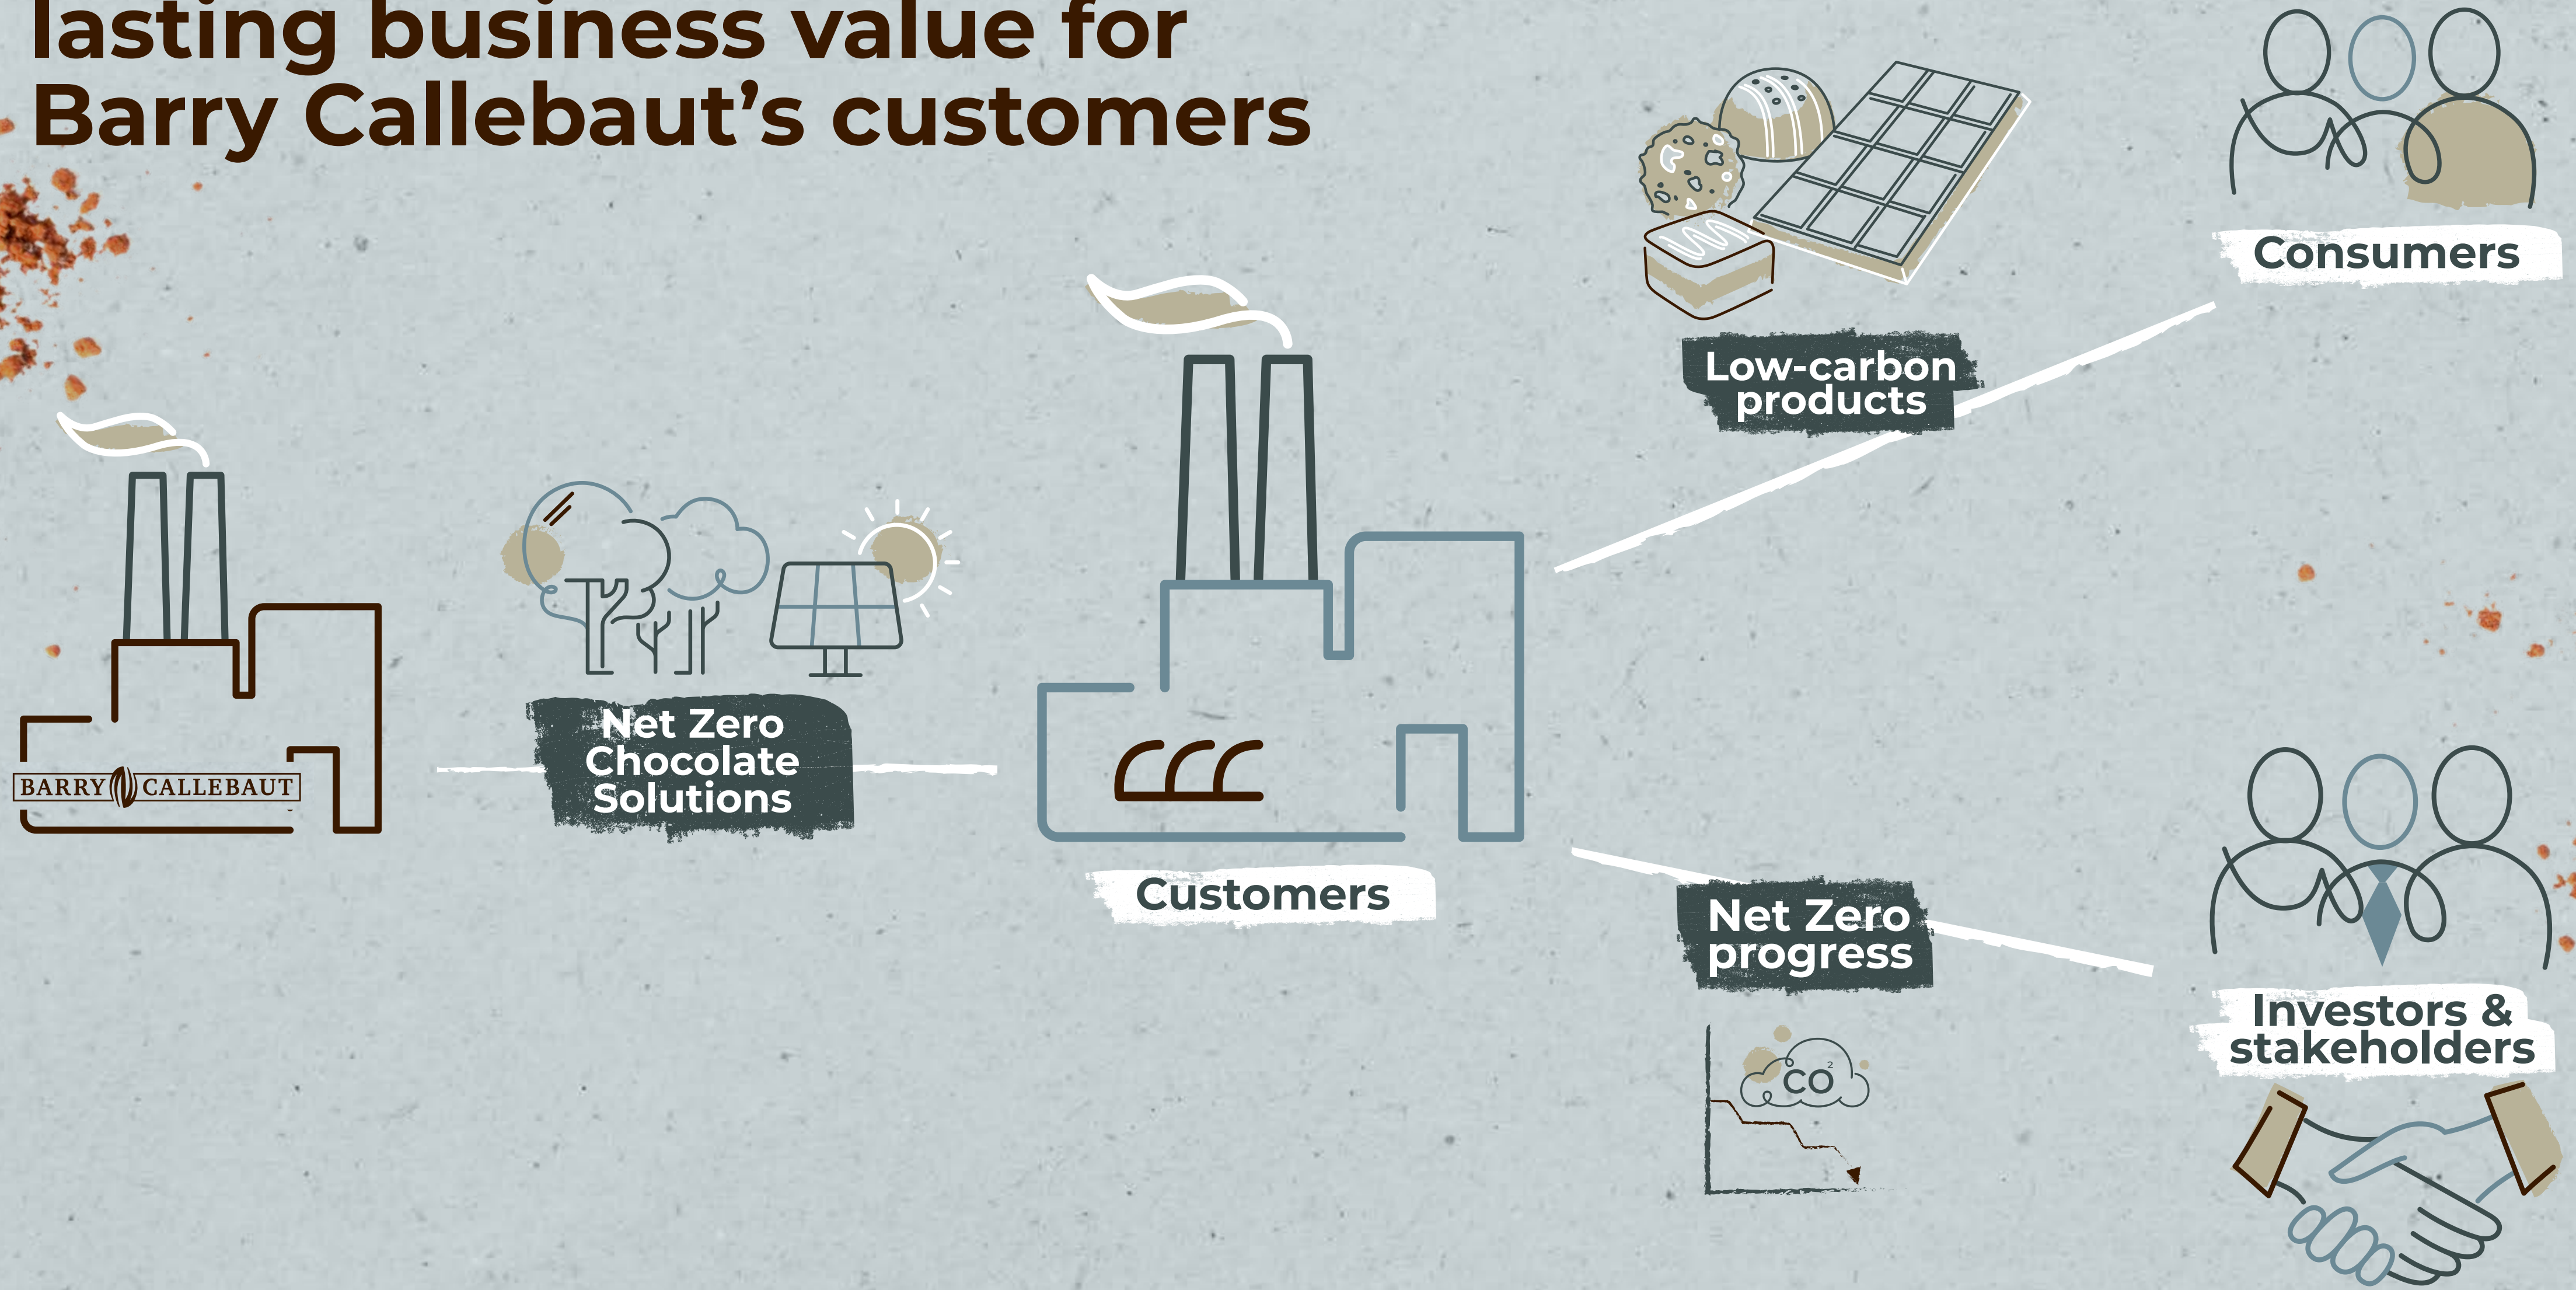 lasting business value for
Barry Callebaut’s customers
Consumers
Low-carbon
products
Net Zero
Chocolate
Solutions
BARRY CALLEBAUT
Customers
Net Zero
progress
Investors &
stakeholders
CO²